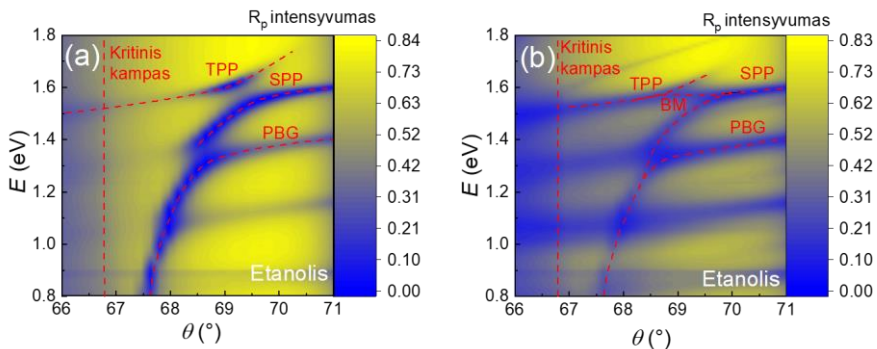 Rp intensyvumas
(a)
Kritinis
kampas
TPP
SPP
PBG
Etanolis
E (eV)
1.8
1.6
1.4
1.2
1.0
0.8
66 67 68 69 70 71
θ (°)
0.84
0.73
0.63
0.52
0.42
0.31
0.21
0.10
0.00
Rp intensyvumas
(b)
Kritinis
kampas
TPP
SPP
BM
PBG
Etanolis
E (eV)
1.8
1.6
1.4
1.2
1.0
0.8
66 67 68 69 70 71
θ (°)
0.83
0.73
0.62
0.52
0.42
0.31
0.21
0.10
0.00